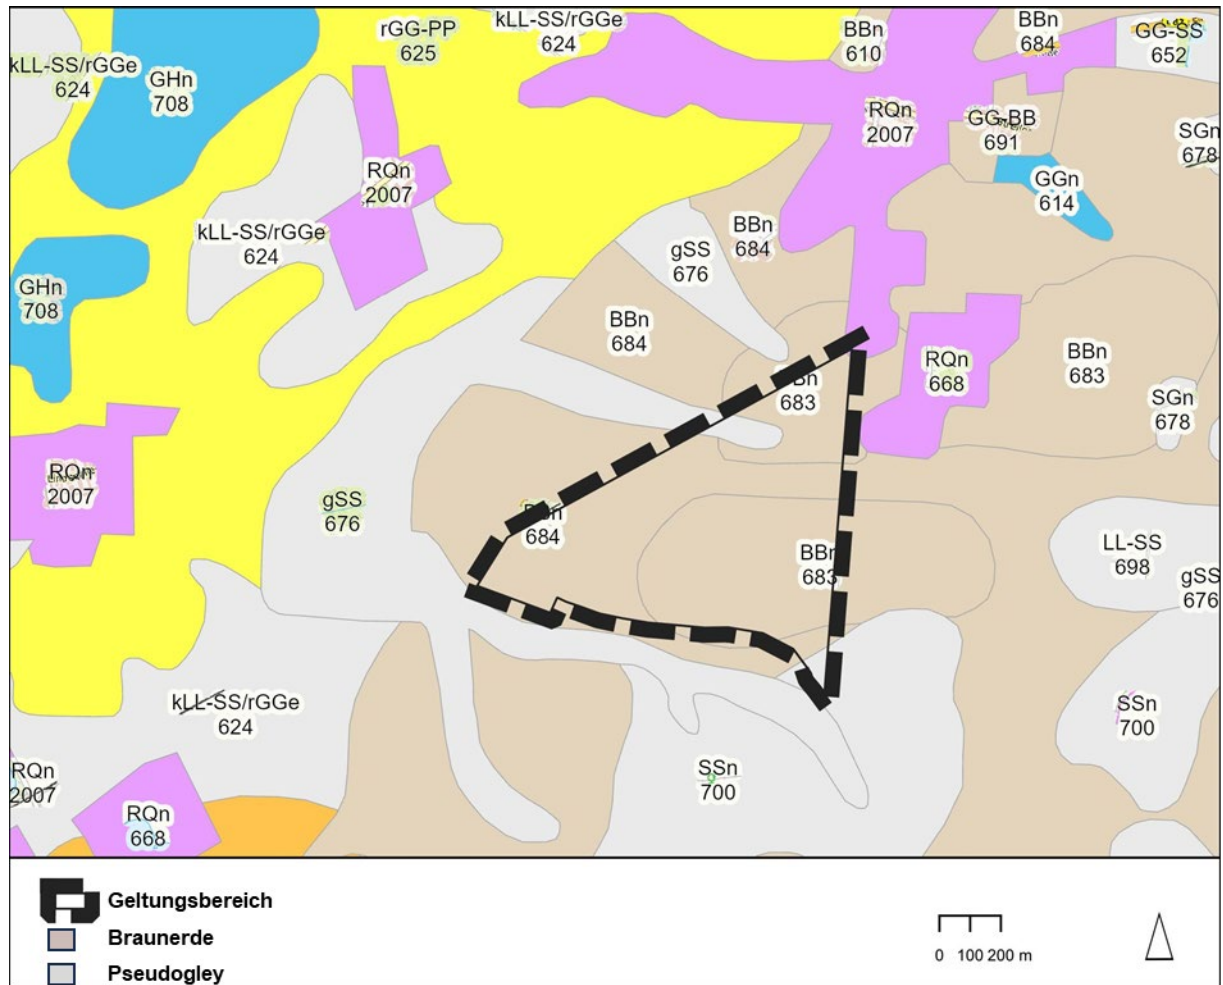 kLL-SS/rGGe
624
GHn
708
rGG-PP
625
kLL-SS/rGGe
624
BBn
610
BBn
684
GG-SS
652
RQn
2007
RQn
2007
GG-BB
691
SGn
678
GGn
614
kLL-SS/rGGe
624
gSS
676
BBn
684
GHn
708
BBn
684
RQn
668
BBn
683
683
SGn
678
RQn
2007
gSS
676
684
BBn
683
LL-SS
698
gSS
676
kLL-SS/rGGe
624
SSn
700
SSn
700
RQn
2007
RQn
668
Geltungsbereich
Braunerde
Pseudogley
0 100 200 m